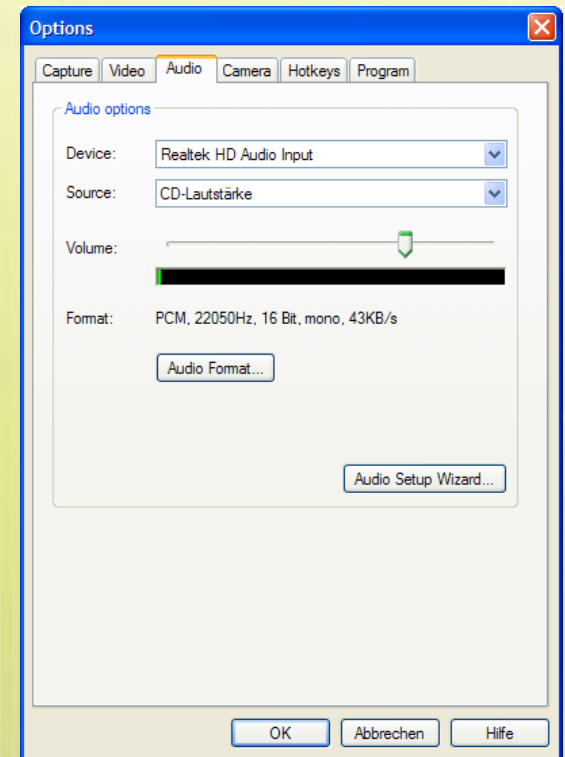 Options
Capture Video Audio Camera Hotkeys Program
Audio options
Device: Realtek HD Audio Input
Source: CD-Lautstärke
Volume:
Format: PCM, 22050Hz, 16 Bit, mono, 43KB/s
Audio Format...
Audio Setup Wizard...
OK Abbrechen Hilfe